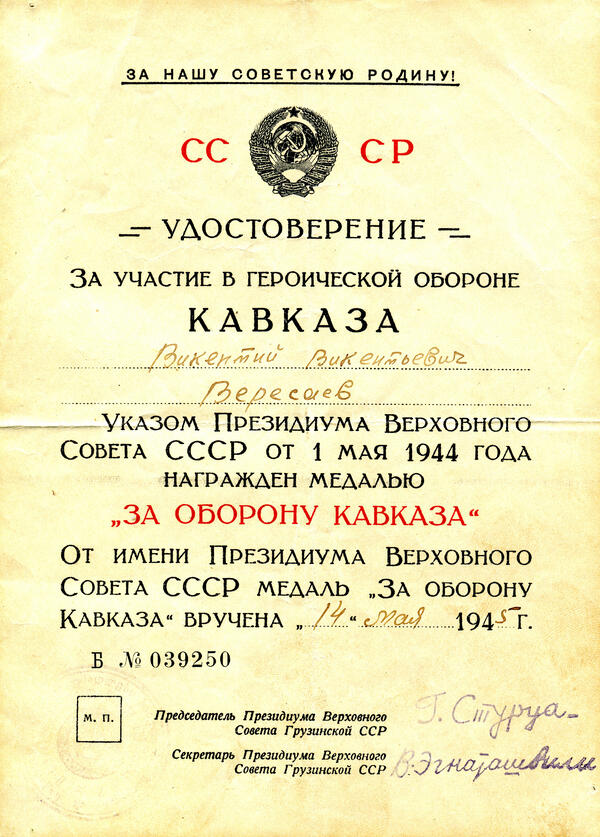 ЗА НАШУ СОВЕТСКУЮ РОДИНУ!
СС СР
УДОСТОВЕРЕНИЕ
ЗА УЧАСТИЕ В ГЕРОИЧЕСКОЙ ОБОРОНЕ
КАВКАЗА
Викентий Викентьевич
Вересаев
УКАЗОМ ПРЕЗИДИУМА ВЕРХОВНОГО
СОВЕТА СССР ОТ 1 МАЯ 1944 ГОДА
НАГРАЖДЕН МЕДАЛЬЮ
„ЗА ОБОРОНУ КАВКАЗА“
ОТ ИМЕНИ ПРЕЗИДИУМА ВЕРХОВНОГО
СОВЕТА СССР МЕДАЛЬ „ЗА ОБОРОНУ
КАВКАЗА“ ВРУЧЕНА „14“ мая 1945 Г.
Б № 039250
М. П.
Председатель Президиума Верховного
Совета Грузинской ССР
Г. Стуруа
Секретарь Президиума Верховного
Совета Грузинской ССР
В. Эгнаташвили